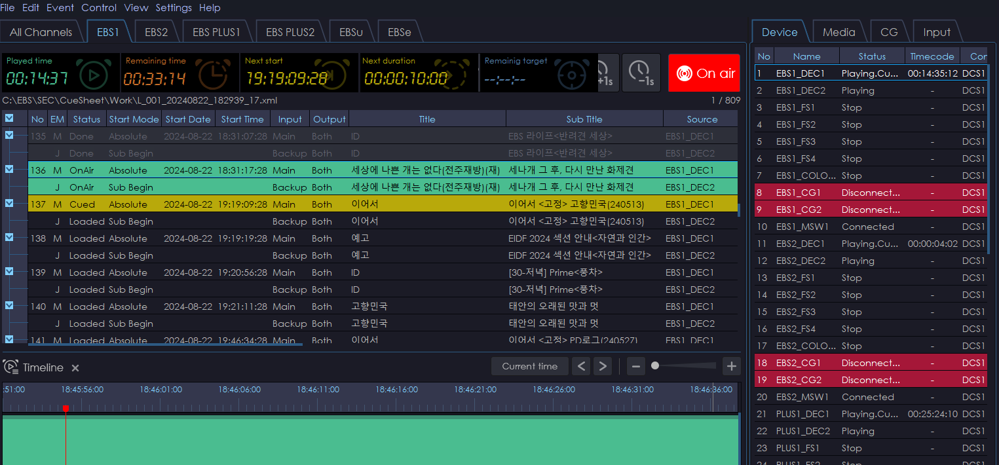 File Edit Event Control View Settings Help
All Channels EBS1 EBS2 EBS PLUS1 EBS PLUS2 EBSu EBSe
Played time Remaining time Next start Next duration Remaing target
00:14:37 00:33:14 19:19:09:28 00:00:10:00 --:--:-- +1s -1s On air
C:\EBS\SEC\CueSheet\Work\L_001_20240822_182939_17.xml 1 / 809
No EM Status Start Mode Start Date Start Time Input Output Title Sub Title Source
135 M Done Absolute 2024-08-22 18:31:07:28 Main Both ID EBS 라이프<반려견 세상> EBS1_DEC1
J Done Sub Begin Backup Both ID EBS 라이프<반려견 세상> EBS1_DEC2
136 M OnAir Absolute 2024-08-22 18:31:17:28 Main Both 세상에 나쁜 개는 없다(전주재방)(재) 세나개 그 후, 다시 만난 화제견 EBS1_DEC1
J OnAir Sub Begin Backup Both 세상에 나쁜 개는 없다(전주재방)(재) 세나개 그 후, 다시 만난 화제견 EBS1_DEC2
137 M Cued Absolute 2024-08-22 19:19:09:28 Main Both 이어서 이어서 <고정> 고향민국(240513) EBS1_DEC1
J Loaded Sub Begin Backup Both 이어서 이어서 <고정> 고향민국(240513) EBS1_DEC2
138 M Loaded Absolute 2024-08-22 19:19:19:28 Main Both 예고 EIDF 2024 섹션 안내<자연과 인간> EBS1_DEC1
J Loaded Sub Begin Backup Both 예고 EIDF 2024 섹션 안내<자연과 인간> EBS1_DEC2
139 M Loaded Absolute 2024-08-22 19:20:56:28 Main Both ID [30-저녁] Prime<풍차> EBS1_DEC1
J Loaded Sub Begin Backup Both ID [30-저녁] Prime<풍차> EBS1_DEC2
140 M Loaded Absolute 2024-08-22 19:21:11:28 Main Both 고향민국 태안의 오래된 맛과 멋 EBS1_DEC1
J Loaded Sub Begin Backup Both 고향민국 태안의 오래된 맛과 멋 EBS1_DEC2
141 M Loaded Absolute 2024-08-22 19:46:34:28 Main Both 이어서 이어서 <고정> PD로그(240527) EBS1_DEC1
Timeline Current time
:51:00 18:45:56:00 18:46:01:00 18:46:06:00 18:46:11:00 18:46:16:00 18:46:21:00 18:46:26:00 18:46:31:00 18:46:36:00
Device Media CG Input
No Name Status Timecode Con
1 EBS1_DEC1 Playing.Cu... 00:14:35:12 DCS1
2 EBS1_DEC2 Playing - DCS1
3 EBS1_FS1 Stop - DCS1
4 EBS1_FS2 Stop - DCS1
5 EBS1_FS3 Stop - DCS1
6 EBS1_FS4 Stop - DCS1
7 EBS1_COLO... Stop - DCS1
8 EBS1_CG1 Disconnect... - DCS1
9 EBS1_CG2 Disconnect... - DCS1
10 EBS1_MSW1 Connected - DCS1
11 EBS2_DEC1 Playing.Cu... 00:00:04:02 DCS1
12 EBS2_DEC2 Playing - DCS1
13 EBS2_FS1 Stop - DCS1
14 EBS2_FS2 Stop - DCS1
15 EBS2_FS3 Stop - DCS1
16 EBS2_FS4 Stop - DCS1
17 EBS2_COLO... Stop - DCS1
18 EBS2_CG1 Disconnect... - DCS1
19 EBS2_CG2 Disconnect... - DCS1
20 EBS2_MSW1 Connected - DCS1
21 PLUS1_DEC1 Playing.Cu... 00:25:24:10 DCS1
22 PLUS1_DEC2 Playing - DCS1
23 PLUS1_FS1 Stop - DCS1
24 PLUS1_FS2 Stop - DCS1